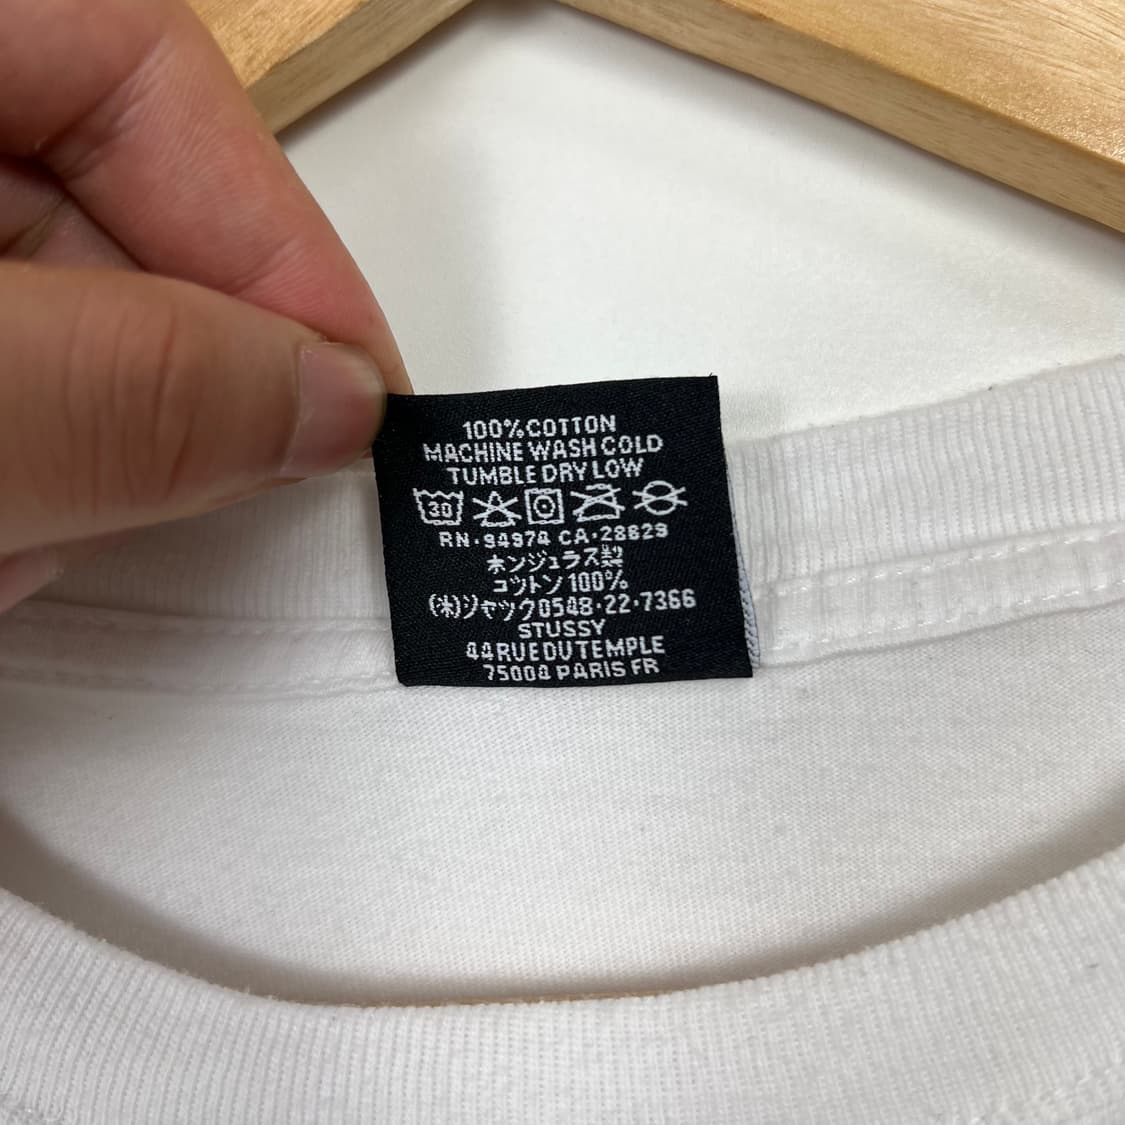 100% COTTON
MACHINE WASH COLD
TUMBLE DRY LOW
30
RN·94974 CA·28829
ホンジュラス製
コットン100%
(株)ジャック0548·22·7366
STUSSY
44 RUE DU TEMPLE
75004 PARIS FR